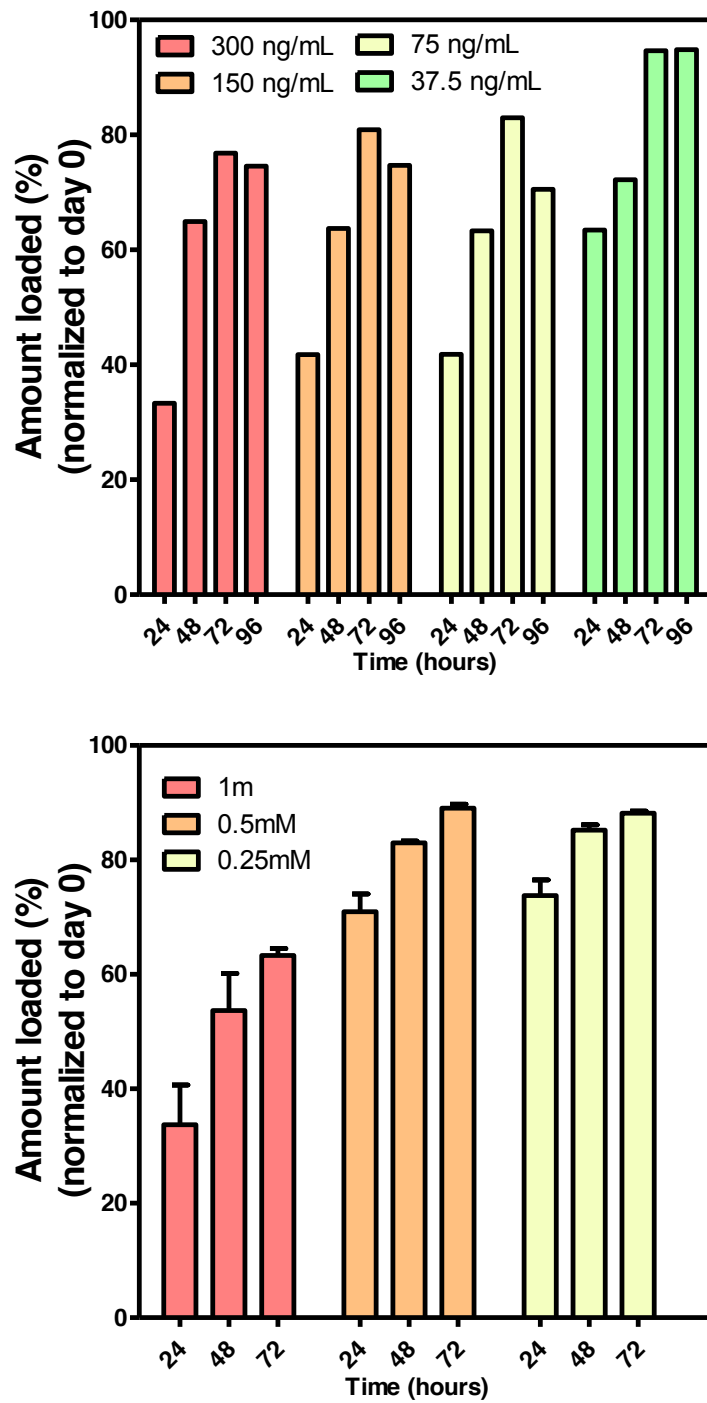 Amount loaded (%)
(normalized to day 0)
100
80
60
40
20
0
300 ng/mL
75 ng/mL
150 ng/mL
37.5 ng/mL
24 48 72 96 24 48 72 96 24 48 72 96 24 48 72 96
Time (hours)
Amount loaded (%)
(normalized to day 0)
100
80
60
40
20
0
1m
0.5mM
0.25mM
24 48 72 24 48 72 24 48 72
Time (hours)